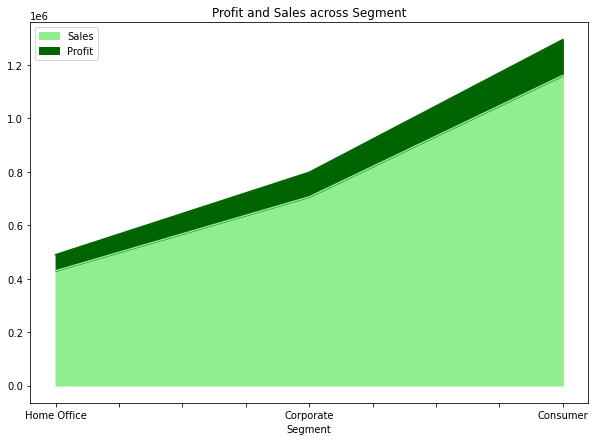 Profit and Sales across Segment
1e6
Sales
Profit
1.2
1.0
0.8
0.6
0.4
0.2
0.0
Home Office Corporate Consumer
Segment